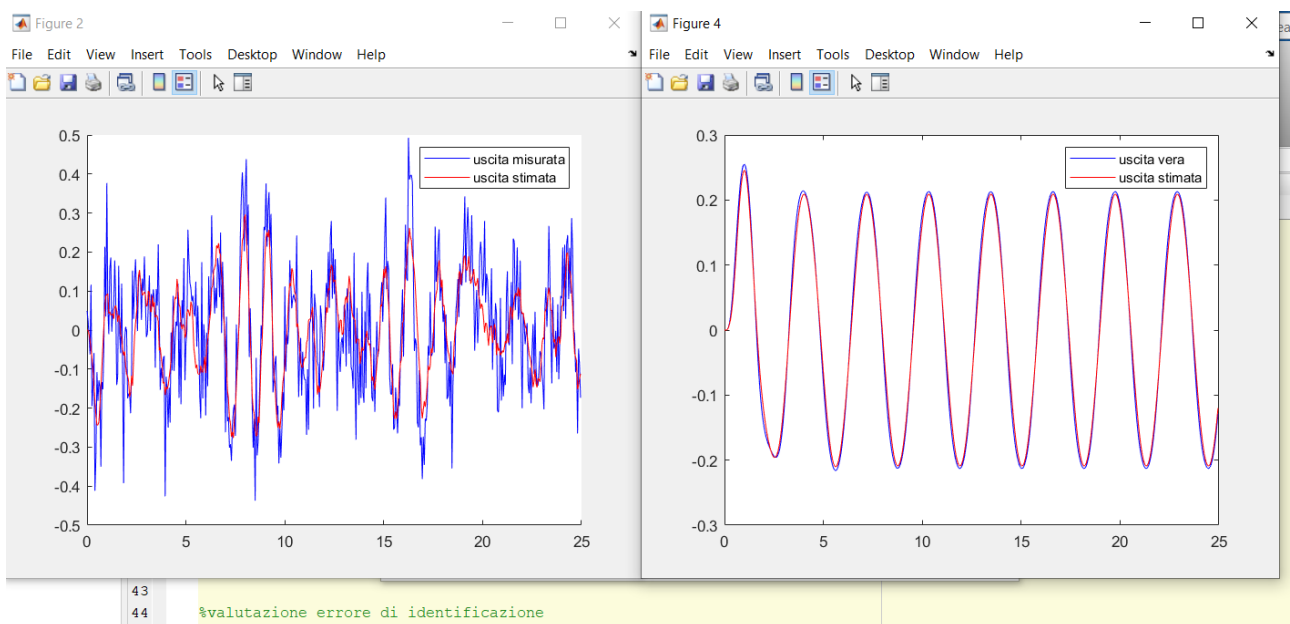 Figure 2
File Edit View Insert Tools Desktop Window Help
0.5
0.4
0.3
0.2
0.1
0
-0.1
-0.2
-0.3
-0.4
-0.5
0 5 10 15 20 25
uscita misurata
uscita stimata
Figure 4
File Edit View Insert Tools Desktop Window Help
0.3
0.2
0.1
0
-0.1
-0.2
-0.3
0 5 10 15 20 25
uscita vera
uscita stimata
43
44 %valutazione errore di identificazione